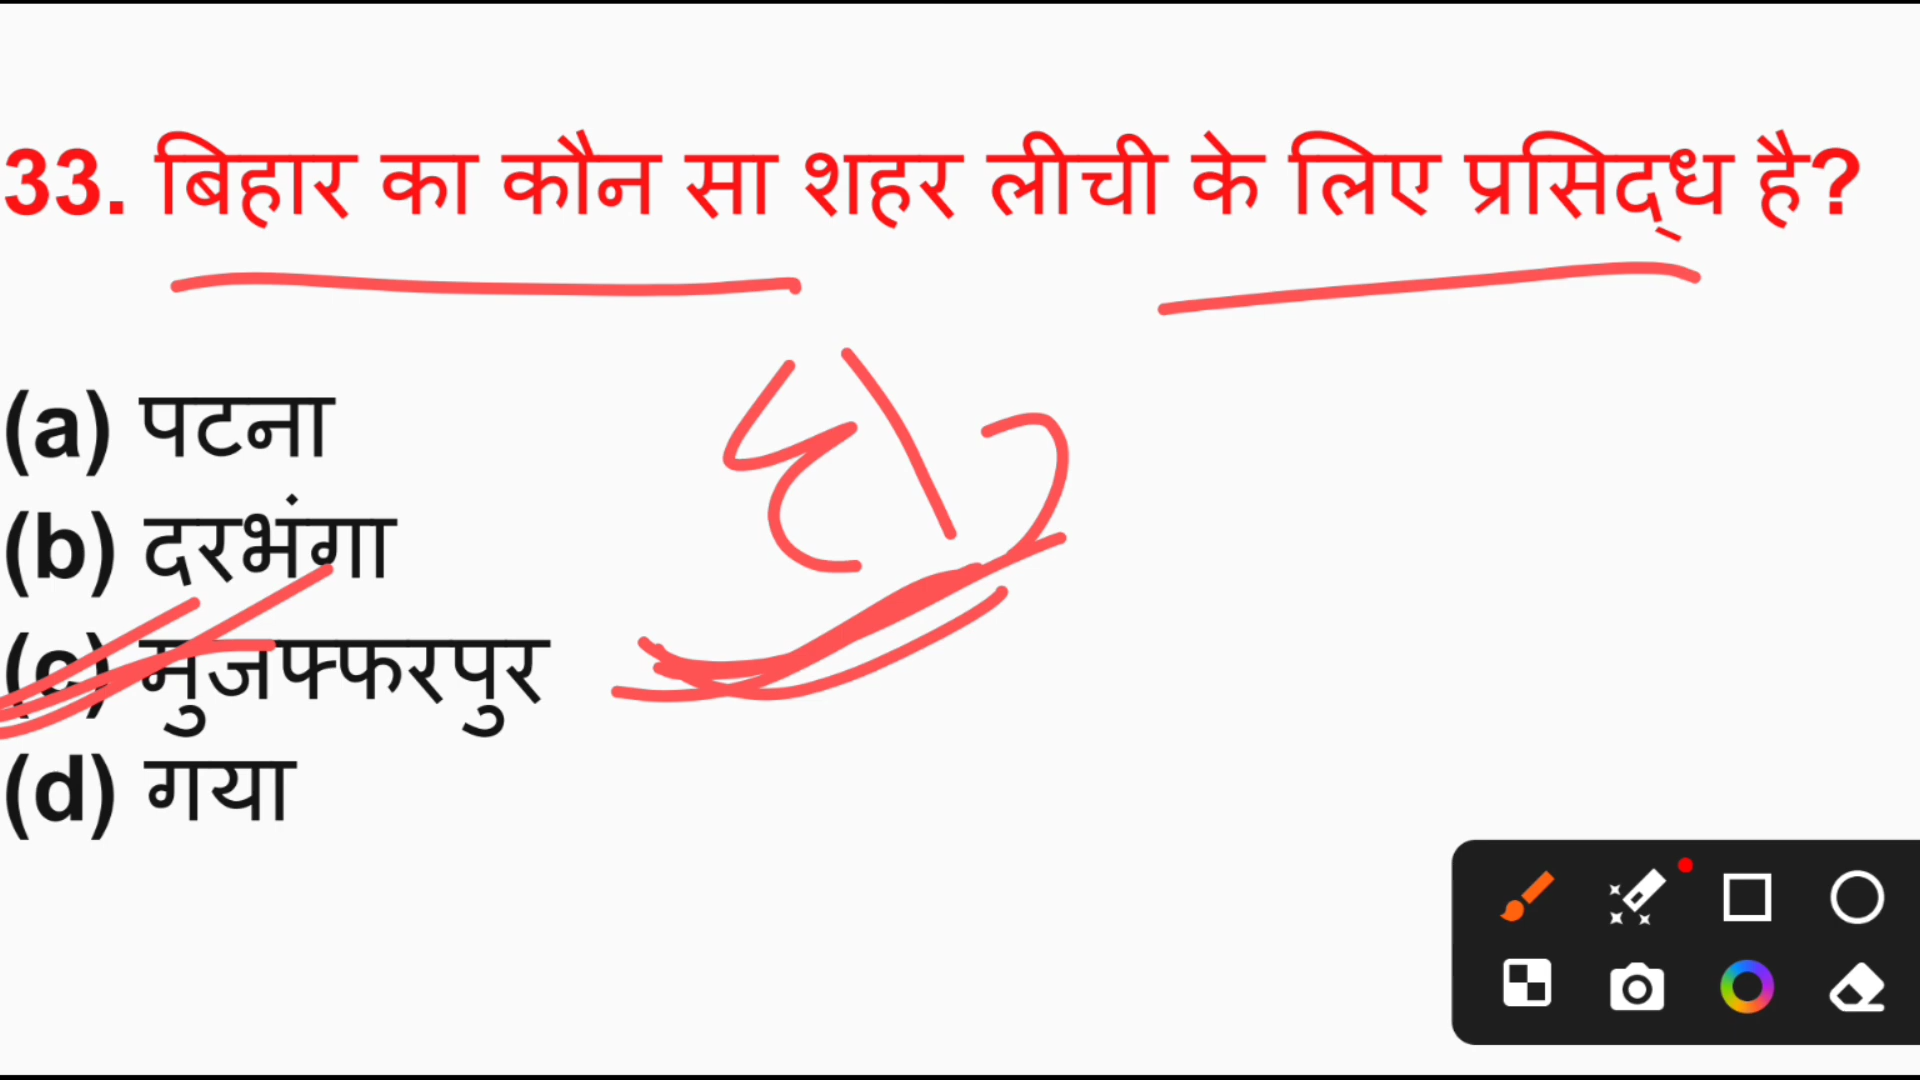 33. बिहार का कौन सा शहर लीची के लिए प्रसिद्ध है?
(a) पटना
(b) दरभंगा
(c) मुजफ्फरपुर
(d) गया